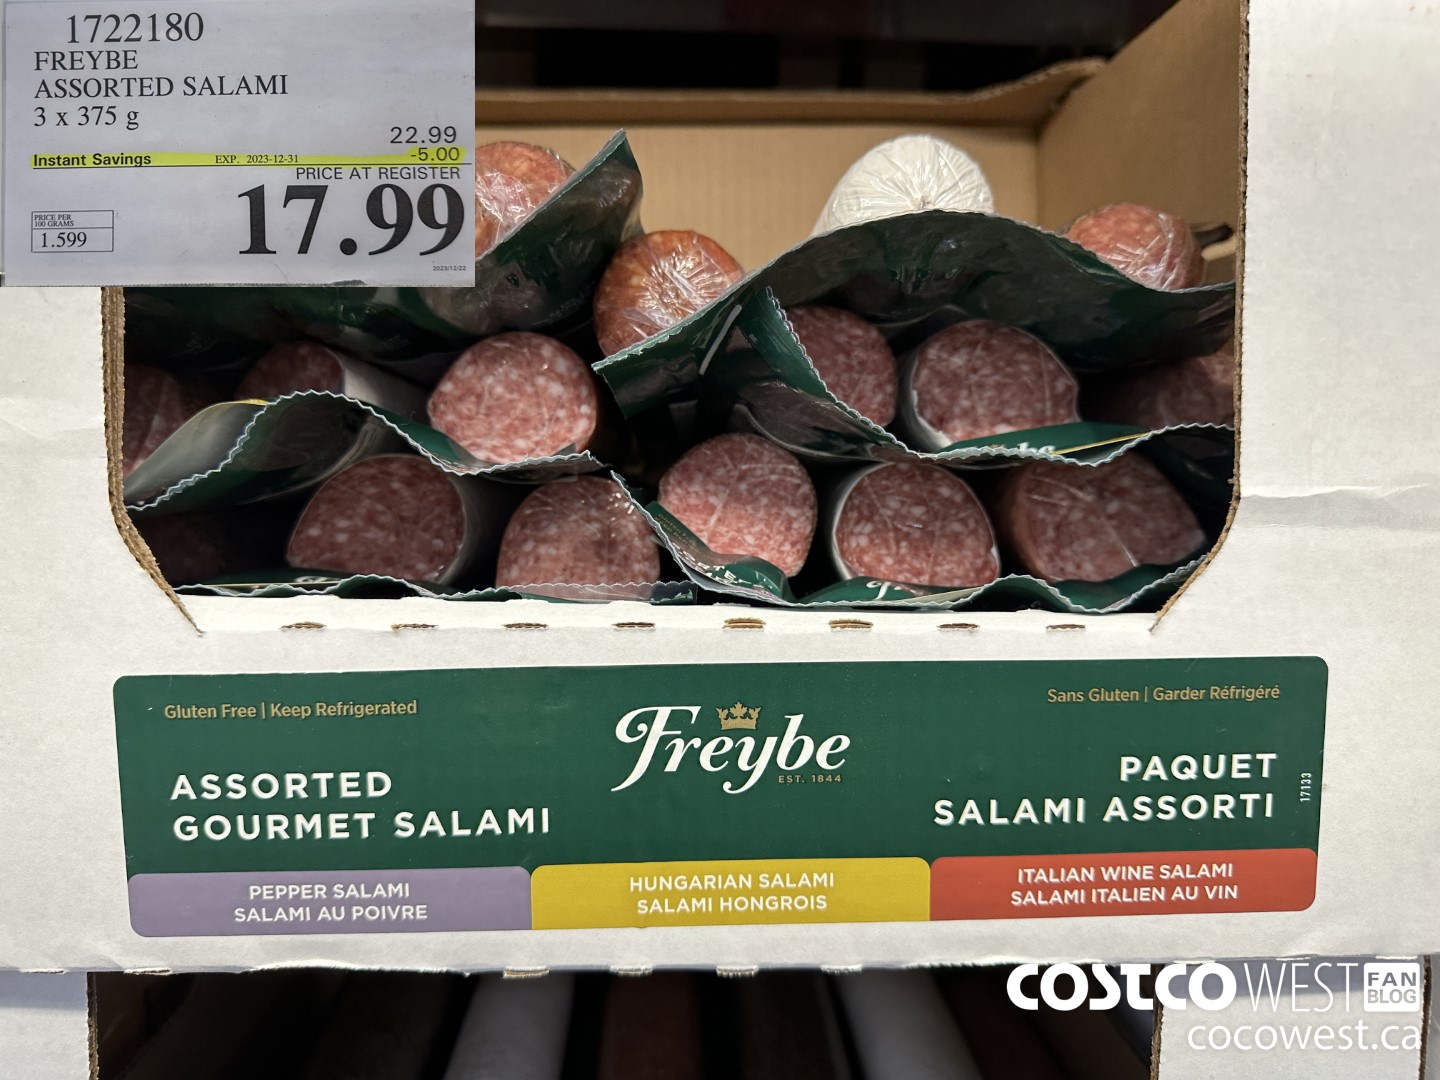 1722180
FREYBE
ASSORTED SALAMI
3 x 375 g
22.99
Instant Savings EXP. 2023-12-31 -5.00
PRICE AT REGISTER
17.99
PRICE PER
100 GRAMS
1.599
2023/12/22
Gluten Free | Keep Refrigerated
Sans Gluten | Garder Réfrigéré
Freybe
EST. 1844
ASSORTED
GOURMET SALAMI
PAQUET
SALAMI ASSORTI
17133
PEPPER SALAMI
SALAMI AU POIVRE
HUNGARIAN SALAMI
SALAMI HONGROIS
ITALIAN WINE SALAMI
SALAMI ITALIEN AU VIN
COSTCO WEST FAN
BLOG
cocowest.ca